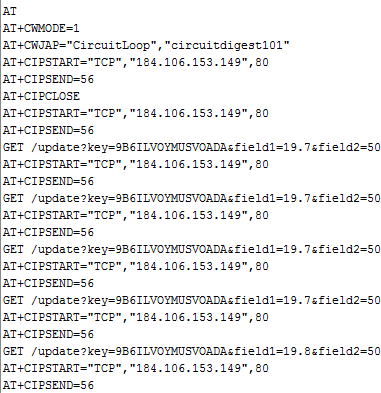 AT
AT+CWMODE=1
AT+CWJAP="CircuitLoop","circuitdigest101"
AT+CIPSTART="TCP","184.106.153.149",80
AT+CIPSEND=56
AT+CIPCLOSE
AT+CIPSTART="TCP","184.106.153.149",80
AT+CIPSEND=56
GET /update?key=9B6ILVOYMUSVOADA&field1=19.7&field2=50
AT+CIPSTART="TCP","184.106.153.149",80
AT+CIPSEND=56
GET /update?key=9B6ILVOYMUSVOADA&field1=19.7&field2=50
AT+CIPSTART="TCP","184.106.153.149",80
AT+CIPSEND=56
GET /update?key=9B6ILVOYMUSVOADA&field1=19.7&field2=50
AT+CIPSTART="TCP","184.106.153.149",80
AT+CIPSEND=56
GET /update?key=9B6ILVOYMUSVOADA&field1=19.7&field2=50
AT+CIPSTART="TCP","184.106.153.149",80
AT+CIPSEND=56
GET /update?key=9B6ILVOYMUSVOADA&field1=19.8&field2=50
AT+CIPSTART="TCP","184.106.153.149",80
AT+CIPSEND=56